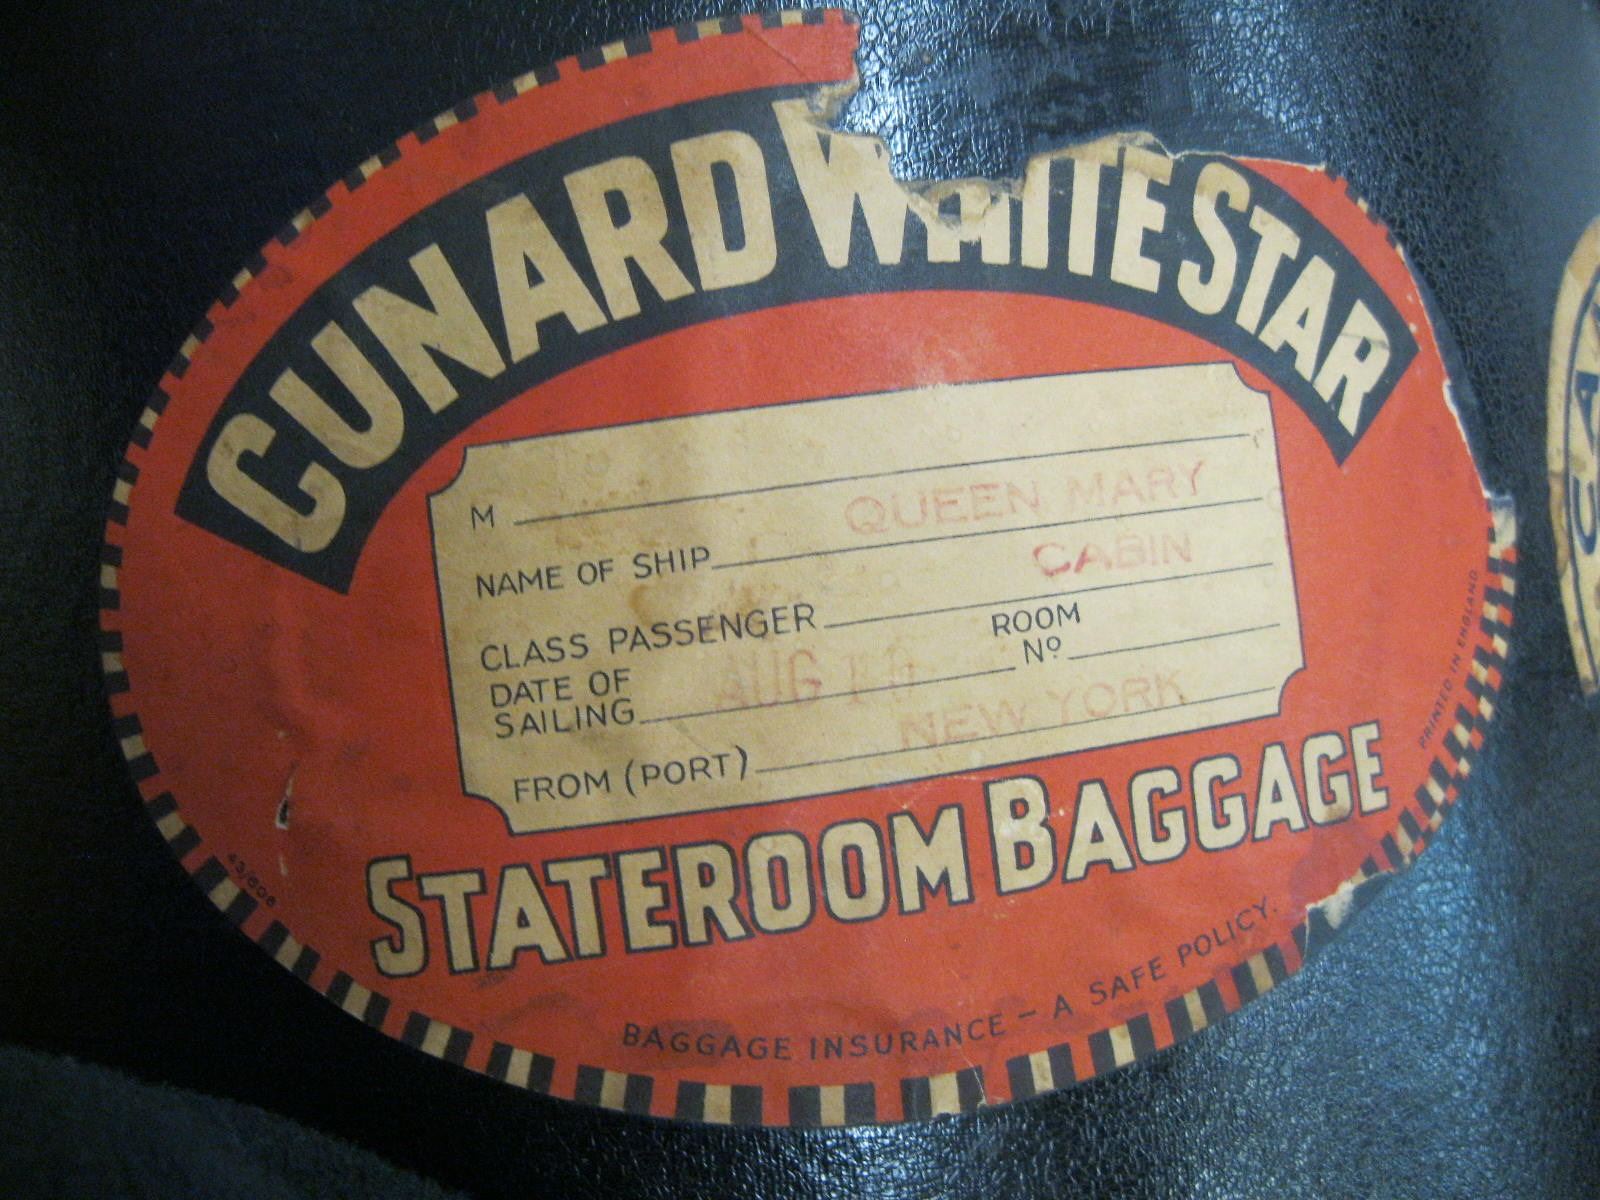 CUNARD WHITE STAR
M
QUEEN MARY
NAME OF SHIP
CABIN
CLASS PASSENGER
DATE OF SAILING
AUG
ROOM Nº
NEW YORK
FROM (PORT)
STATEROOM BAGGAGE
BAGGAGE INSURANCE – A SAFE POLICY.
PRINTED IN ENGLAND